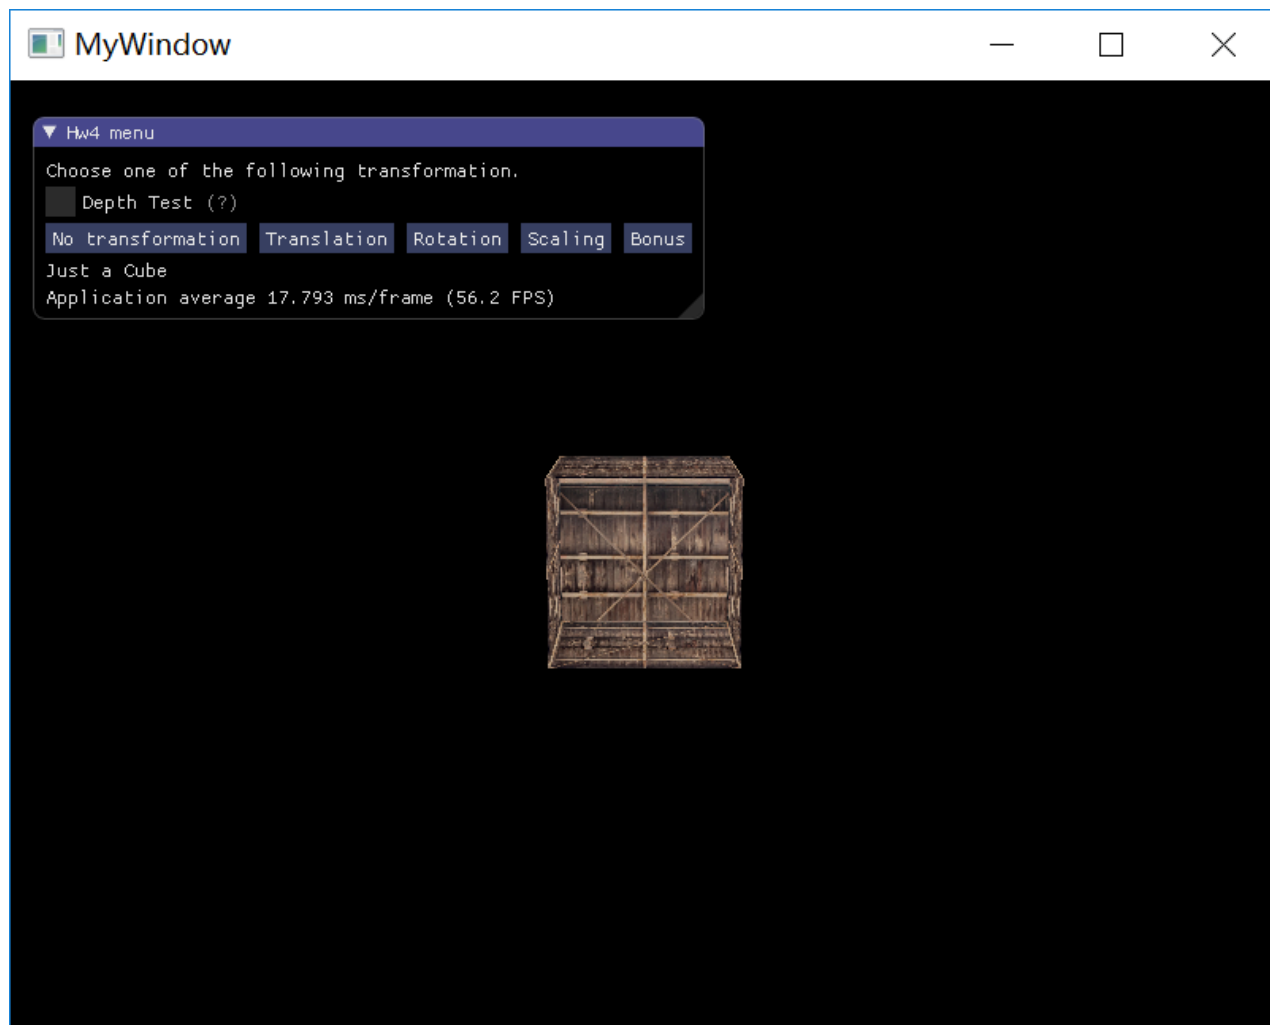 MyWindow
Hw4 menu
Choose one of the following transformation.
Depth Test (?)
No transformation Translation Rotation Scaling Bonus
Just a Cube
Application average 17.793 ms/frame (56.2 FPS)